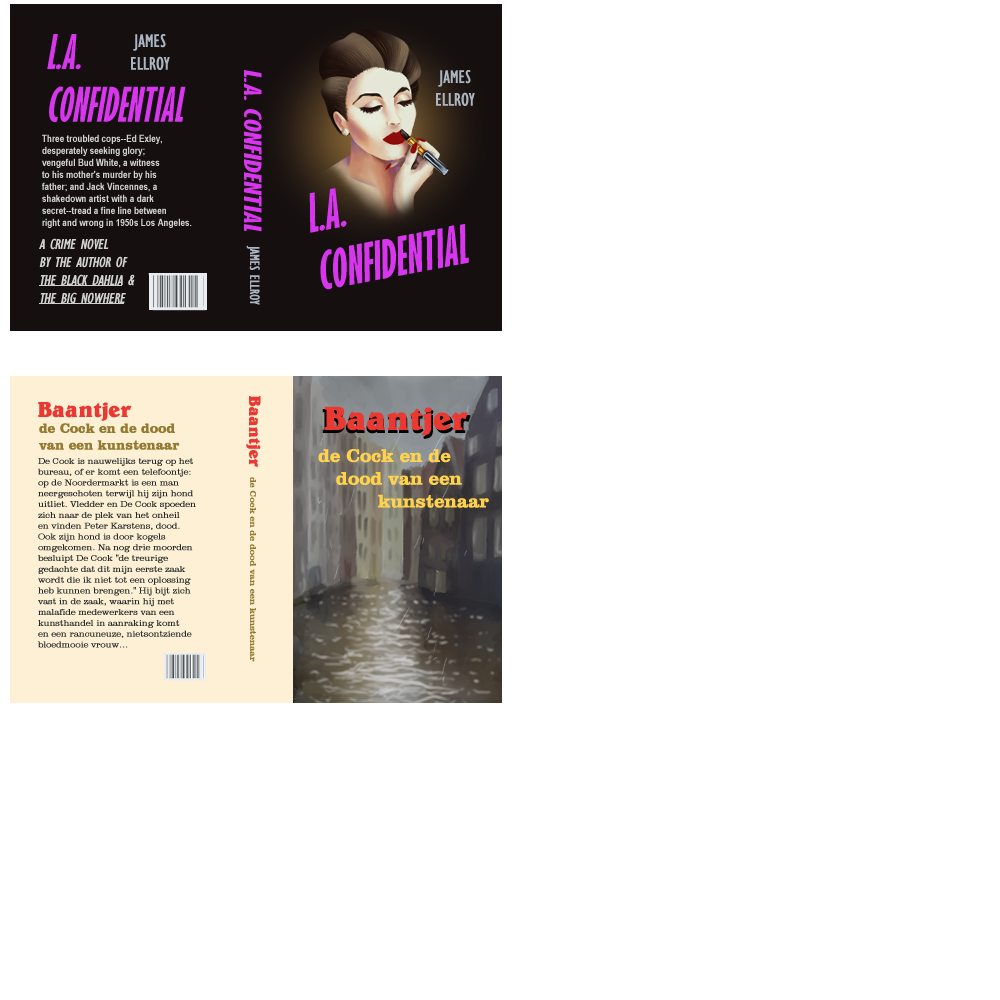 L.A.
CONFIDENTIAL
JAMES
ELLROY
Three troubled cops--Ed Exley,
desperately seeking glory;
vengeful Bud White, a witness
to his mother's murder by his
father; and Jack Vincennes, a
shakedown artist with a dark
secret--tread a fine line between
right and wrong in 1950s Los Angeles.
A CRIME NOVEL
BY THE AUTHOR OF
THE BLACK DAHLIA &
THE BIG NOWHERE
L.A. CONFIDENTIAL JAMES ELLROY
JAMES
ELLROY
L.A.
CONFIDENTIAL
Baantjer
de Cock en de dood
van een kunstenaar
De Cock is nauwelijks terug op het
bureau, of er komt een telefoontje:
op de Noordermarkt is een man
neergeschoten terwijl hij zijn hond
uitliet. Vledder en De Cock spoeden
zich naar de plek van het onheil
en vinden Peter Karstens, dood.
Ook zijn hond is door kogels
omgekomen. Na nog drie moorden
besluipt De Cock "de treurige
gedachte dat dit mijn eerste zaak
wordt die ik niet tot een oplossing
heb kunnen brengen." Hij bijt zich
vast in de zaak, waarin hij met
malafide medewerkers van een
kunsthandel in aanraking komt
en een rancuneuze, nietsontziende
bloedmooie vrouw...
Baantjer de Cock en de dood van een kunstenaar
Baantjer
de Cock en de
dood van een
kunstenaar